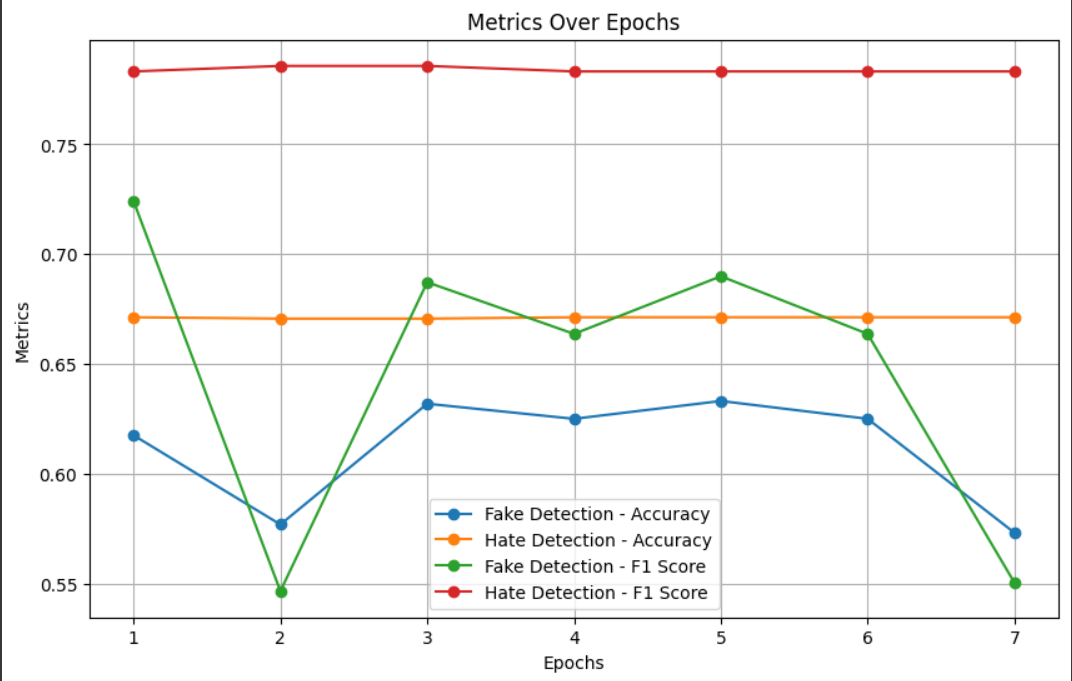 Metrics Over Epochs
Metrics
0.75
0.70
0.65
0.60
0.55
Fake Detection - Accuracy
Hate Detection - Accuracy
Fake Detection - F1 Score
Hate Detection - F1 Score
1 2 3 4 5 6 7
Epochs